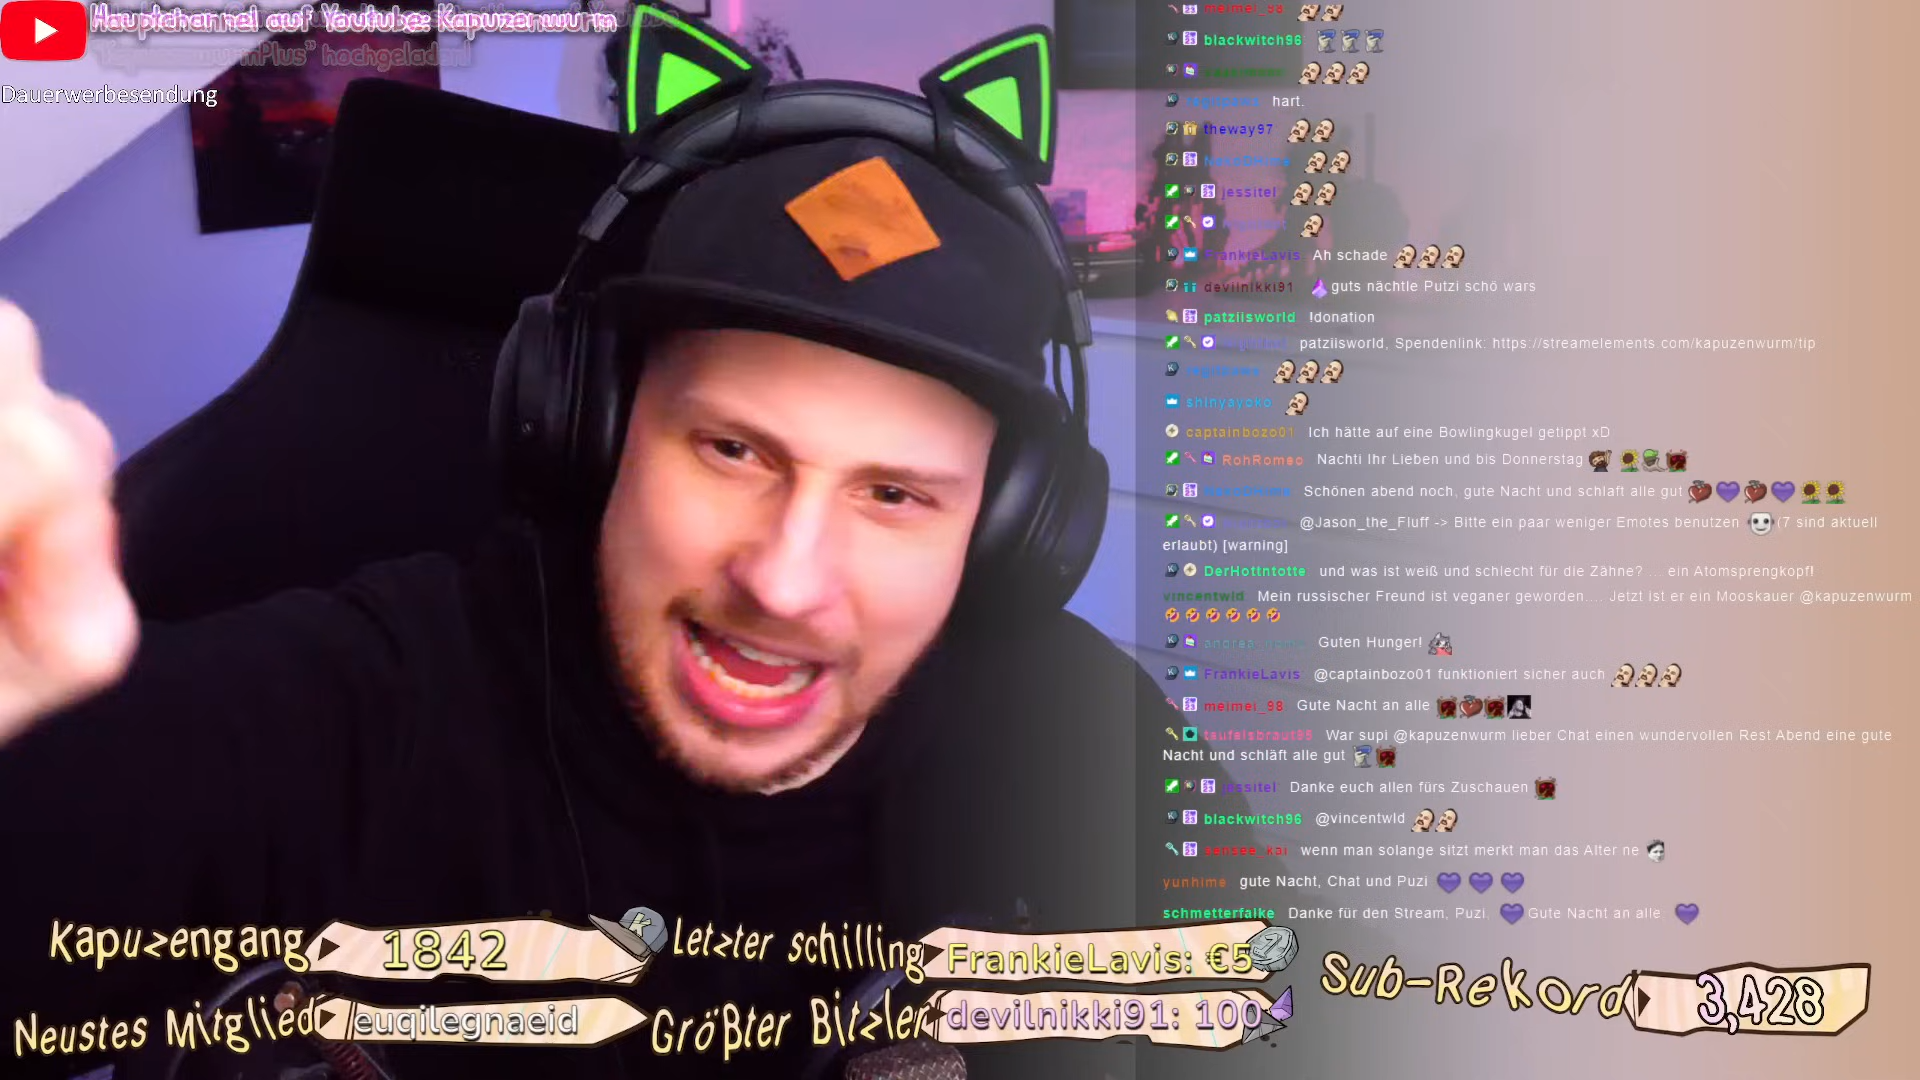 Hauptchannel auf Youtube: Kapuzenwurm
KapuzenwurmPlus" hochgeladen!
Dauerwerbesendung
meimei_98
blackwitch96
hart.
theway97
jessitel
FrankieLavis Ah schade
devilnikki91 guts nächtle Putzi schö wars
patziisworld !donation
patziisworld, Spendenlink: https://streamelements.com/kapuzenwurm/tip
shinyayoko
captainbozo01 Ich hätte auf eine Bowlingkugel getippt xD
RohRomeo Nachti Ihr Lieben und bis Donnerstag
Schönen abend noch, gute Nacht und schlaft alle gut
@Jason_the_Fluff -> Bitte ein paar weniger Emotes benutzen (7 sind aktuell
erlaubt) [warning]
DerHottntotte und was ist weiß und schlecht für die Zähne? ... ein Atomsprengkopf!
vincentwld Mein russischer Freund ist veganer geworden.... Jetzt ist er ein Mooskauer @kapuzenwurm
Guten Hunger!
FrankieLavis @captainbozo01 funktioniert sicher auch
meimei_98 Gute Nacht an alle
teufelsbraut95 War supi @kapuzenwurm lieber Chat einen wundervollen Rest Abend eine gute
Nacht und schläft alle gut
jessitel Danke euch allen fürs Zuschauen
blackwitch96 @vincentwld
sensee_kai wenn man solange sitzt merkt man das Alter ne
yunhime gute Nacht, Chat und Puzi
schmetterfalke Danke für den Stream, Puzi. Gute Nacht an alle
Kapuzengang 1842
Letzter schilling FrankieLavis: €5
Neustes Mitglied euqilegnaeid
Größter Bitzler devilnikki91: 100
Sub-Rekord 3,428